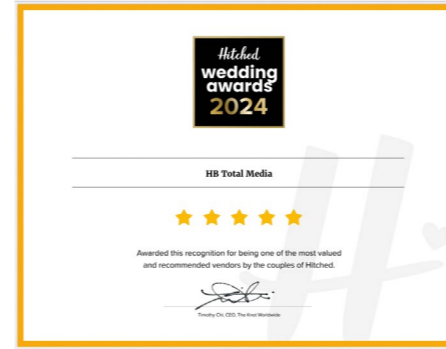 Hitched
wedding
awards
2024
HB Total Media
Awarded this recognition for being one of the most valued
and recommended vendors by the couples of Hitched.
Timothy Chi, CEO, The Knot Worldwide